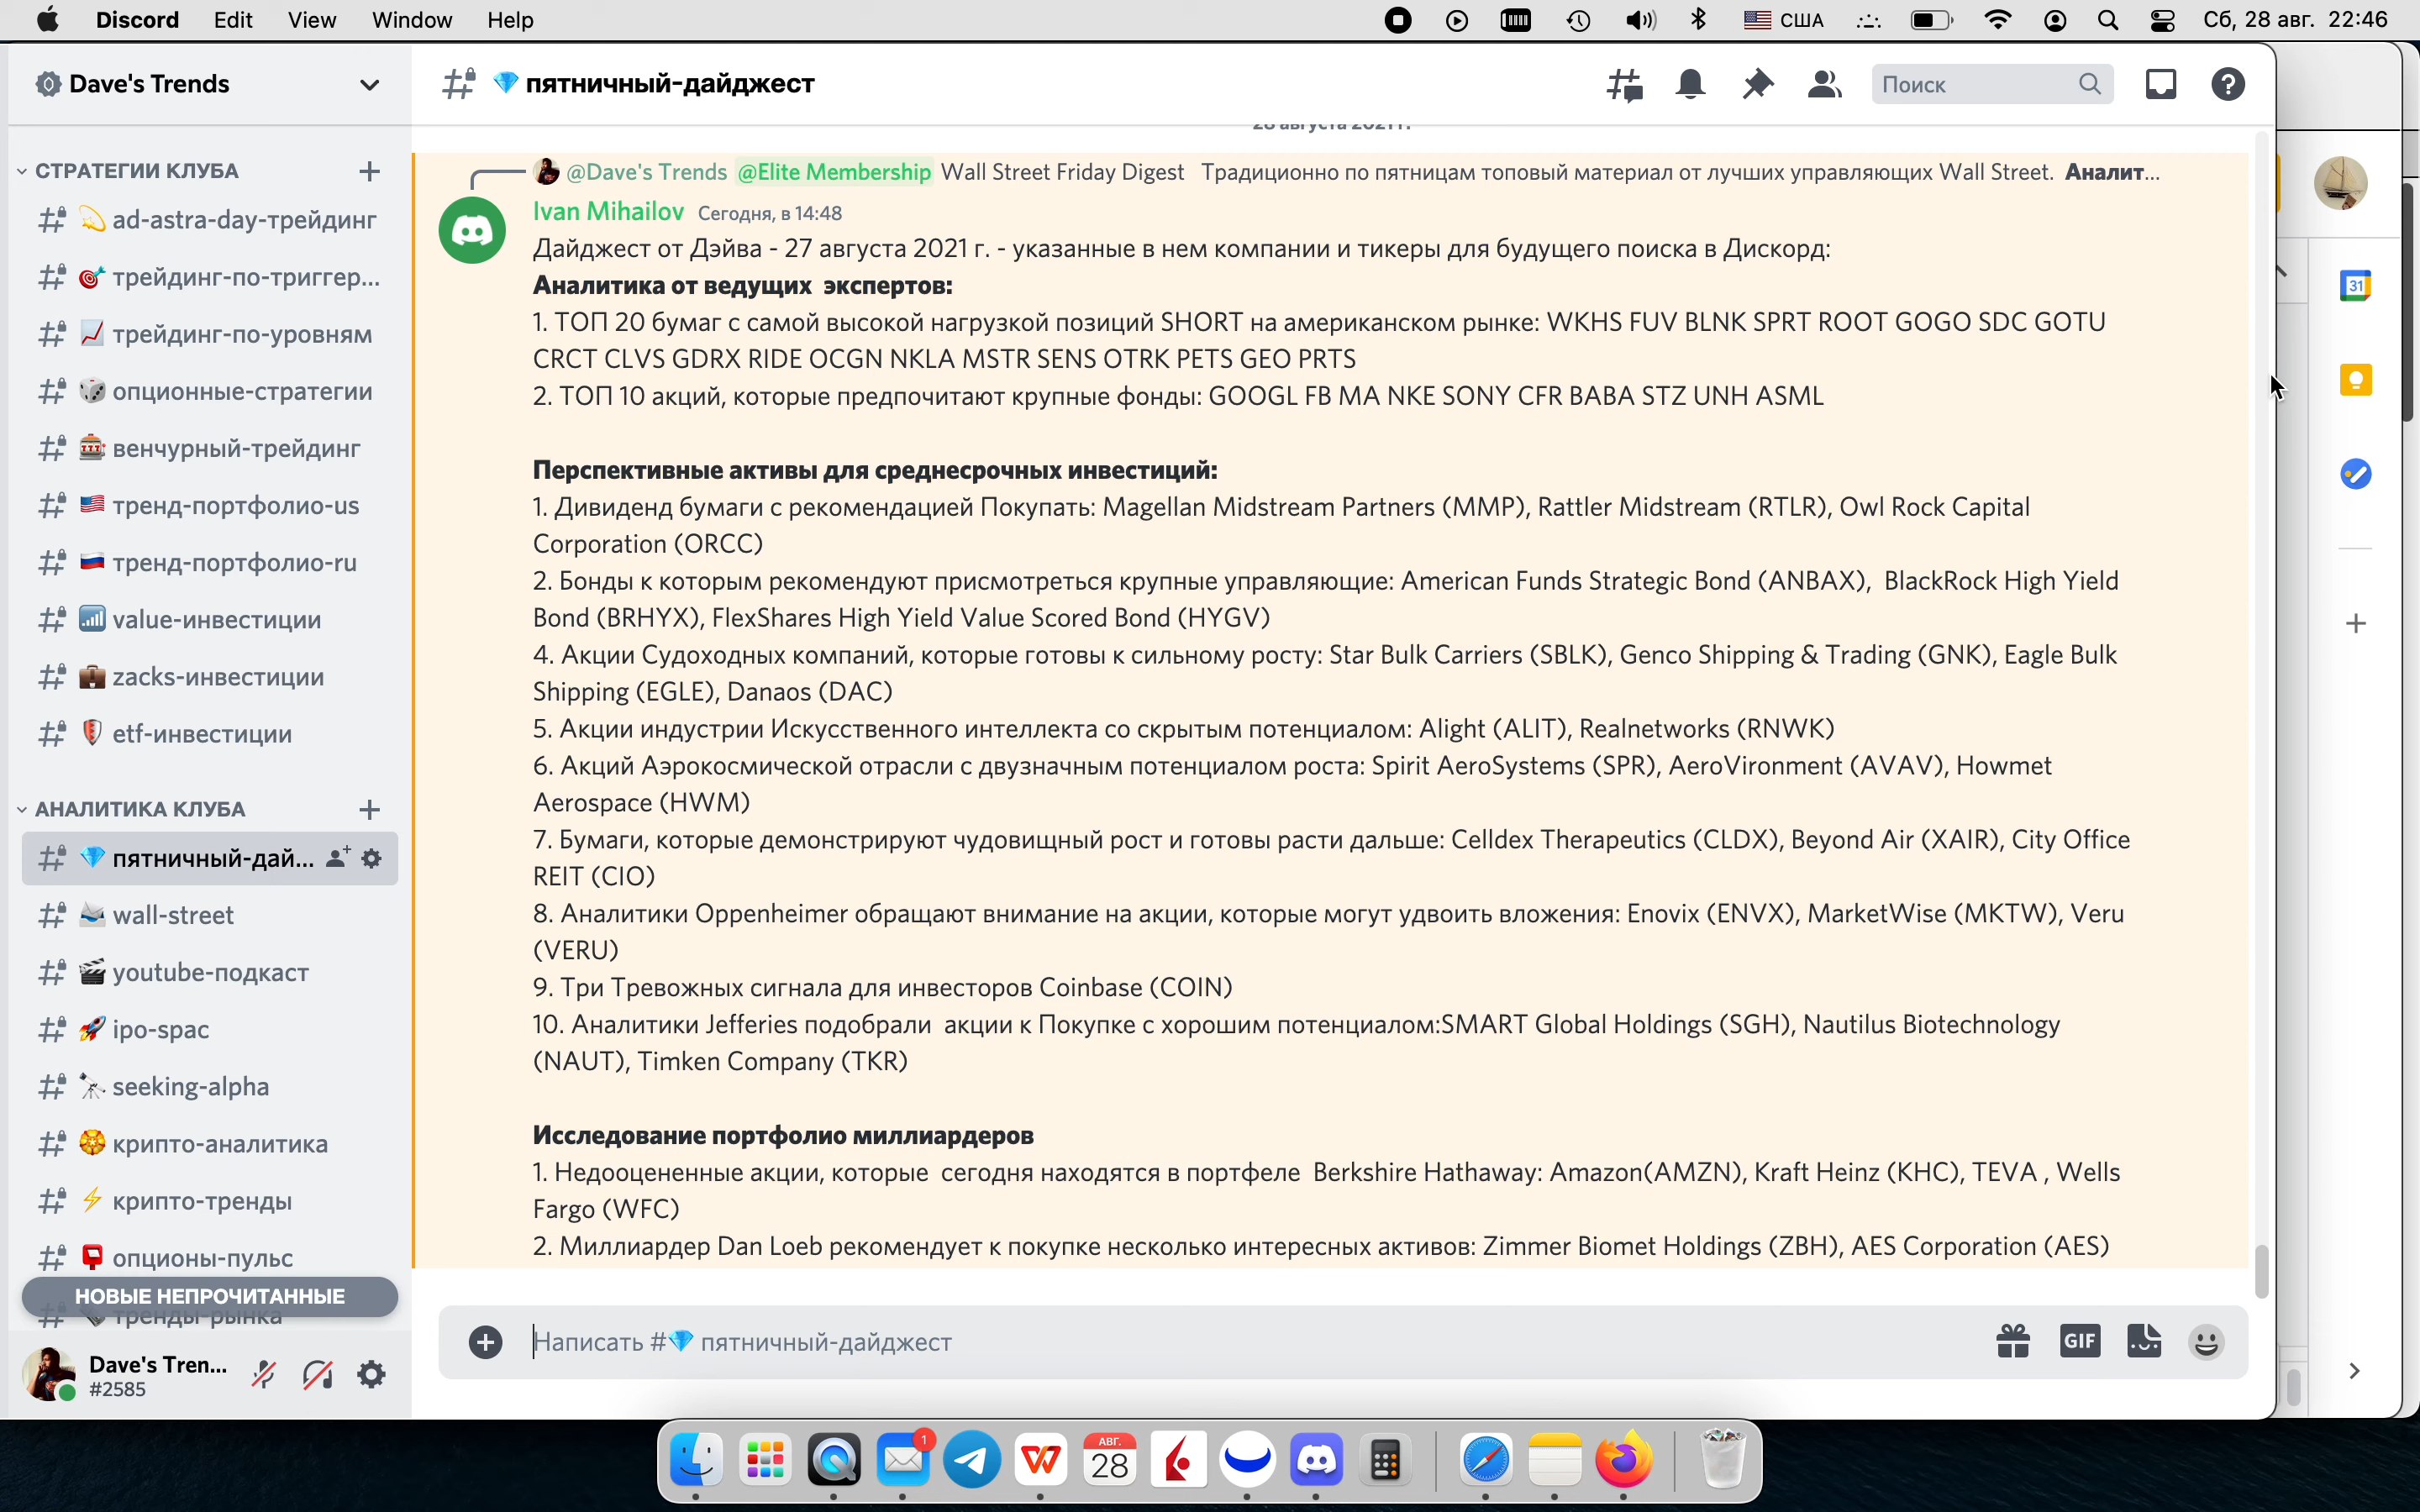 Discord Edit View Window Help
США Сб, 28 авг. 22:46
Dave's Trends
СТРАТЕГИИ КЛУБА
ad-astra-day-трейдинг
трейдинг-по-триггер...
трейдинг-по-уровням
опционные-стратегии
венчурный-трейдинг
тренд-портфолио-us
тренд-портфолио-ru
value-инвестиции
zacks-инвестиции
etf-инвестиции
АНАЛИТИКА КЛУБА
пятничный-дай...
wall-street
youtube-подкаст
ipo-spac
seeking-alpha
крипто-аналитика
крипто-тренды
опционы-пульс
НОВЫЕ НЕПРОЧИТАННЫЕ
тренды-рынка
Dave's Tren...
#2585
пятничный-дайджест
Поиск
28 августа 2021 г.
@Dave's Trends @Elite Membership Wall Street Friday Digest Традиционно по пятницам топовый материал от лучших управляющих Wall Street. Аналит...
Ivan Mihailov Сегодня, в 14:48
Дайджест от Дэйва - 27 августа 2021 г. - указанные в нем компании и тикеры для будущего поиска в Дискорд:
Аналитика от ведущих экспертов:
1. ТОП 20 бумаг с самой высокой нагрузкой позиций SHORT на американском рынке: WKHS FUV BLNK SPRT ROOT GOGO SDC GOTU
CRCT CLVS GDRX RIDE OCGN NKLA MSTR SENS OTRK PETS GEO PRTS
2. ТОП 10 акций, которые предпочитают крупные фонды: GOOGL FB MA NKE SONY CFR BABA STZ UNH ASML
Перспективные активы для среднесрочных инвестиций:
1. Дивиденд бумаги с рекомендацией Покупать: Magellan Midstream Partners (MMP), Rattler Midstream (RTLR), Owl Rock Capital
Corporation (ORCC)
2. Бонды к которым рекомендуют присмотреться крупные управляющие: American Funds Strategic Bond (ANBAX), BlackRock High Yield
Bond (BRHYX), FlexShares High Yield Value Scored Bond (HYGV)
4. Акции Судоходных компаний, которые готовы к сильному росту: Star Bulk Carriers (SBLK), Genco Shipping & Trading (GNK), Eagle Bulk
Shipping (EGLE), Danaos (DAC)
5. Акции индустрии Искусственного интеллекта со скрытым потенциалом: Alight (ALIT), Realnetworks (RNWK)
6. Акций Аэрокосмической отрасли с двузначным потенциалом роста: Spirit AeroSystems (SPR), AeroVironment (AVAV), Howmet
Aerospace (HWM)
7. Бумаги, которые демонстрируют чудовищный рост и готовы расти дальше: Celldex Therapeutics (CLDX), Beyond Air (XAIR), City Office
REIT (CIO)
8. Аналитики Oppenheimer обращают внимание на акции, которые могут удвоить вложения: Enovix (ENVX), MarketWise (MKTW), Veru
(VERU)
9. Три Тревожных сигнала для инвесторов Coinbase (COIN)
10. Аналитики Jefferies подобрали акции к Покупке с хорошим потенциалом:SMART Global Holdings (SGH), Nautilus Biotechnology
(NAUT), Timken Company (TKR)
Исследование портфолио миллиардеров
1. Недооцененные акции, которые сегодня находятся в портфеле Berkshire Hathaway: Amazon(AMZN), Kraft Heinz (KHC), TEVA , Wells
Fargo (WFC)
2. Миллиардер Dan Loeb рекомендует к покупке несколько интересных активов: Zimmer Biomet Holdings (ZBH), AES Corporation (AES)
Написать # пятничный-дайджест
GIF
31
1
АВГ.
28